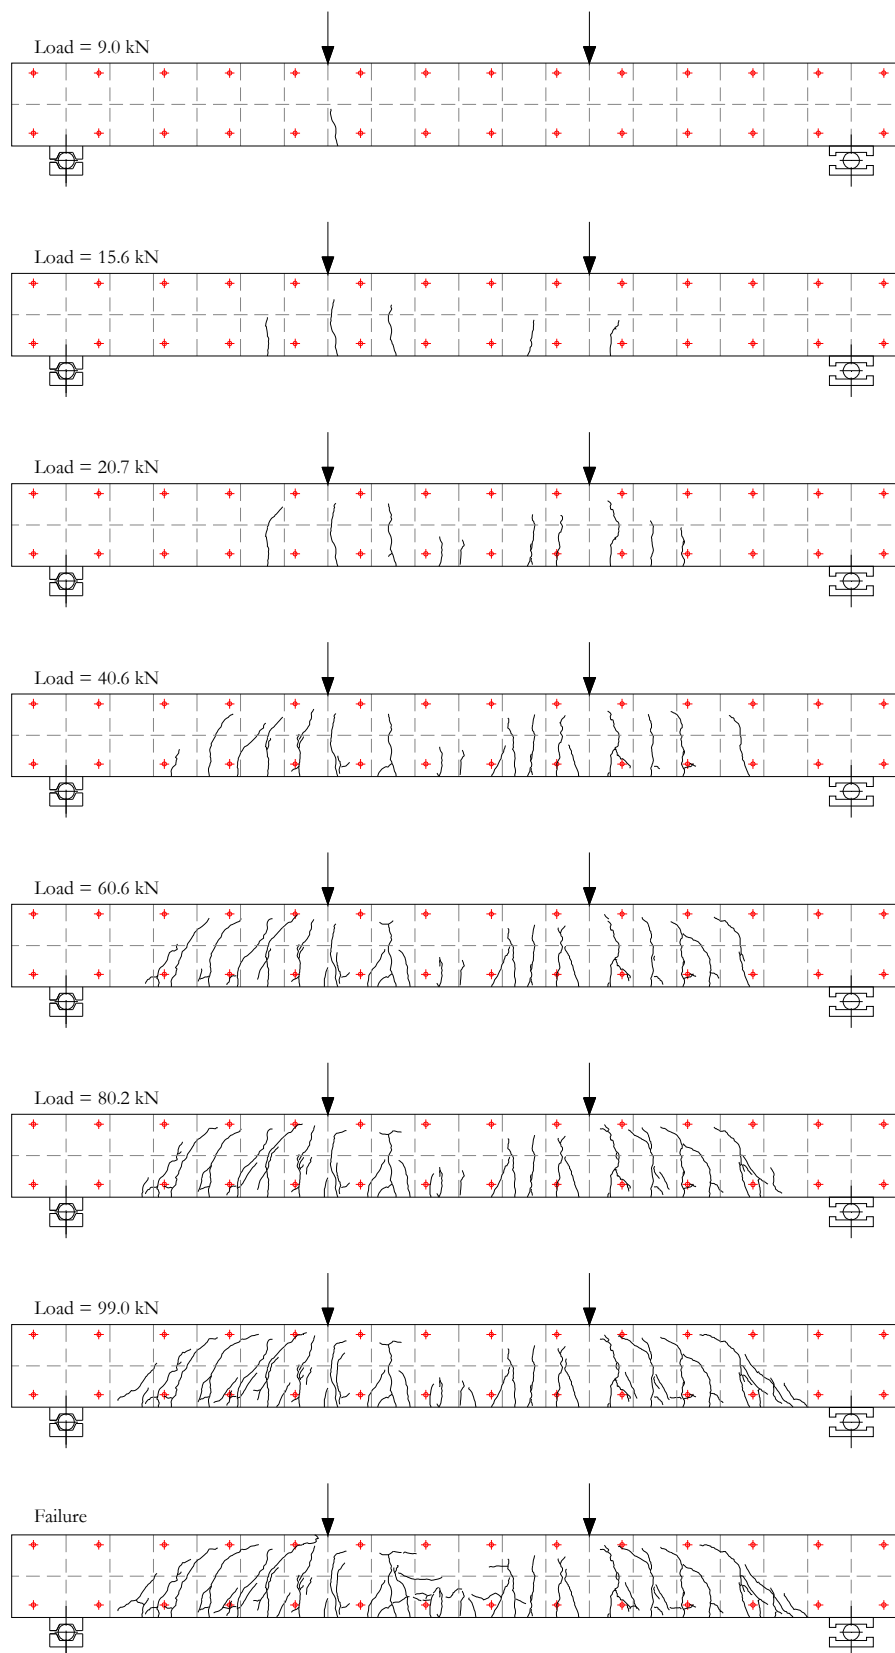 Load = 9.0 kN
Load = 15.6 kN
Load = 20.7 kN
Load = 40.6 kN
Load = 60.6 kN
Load = 80.2 kN
Load = 99.0 kN
Failure